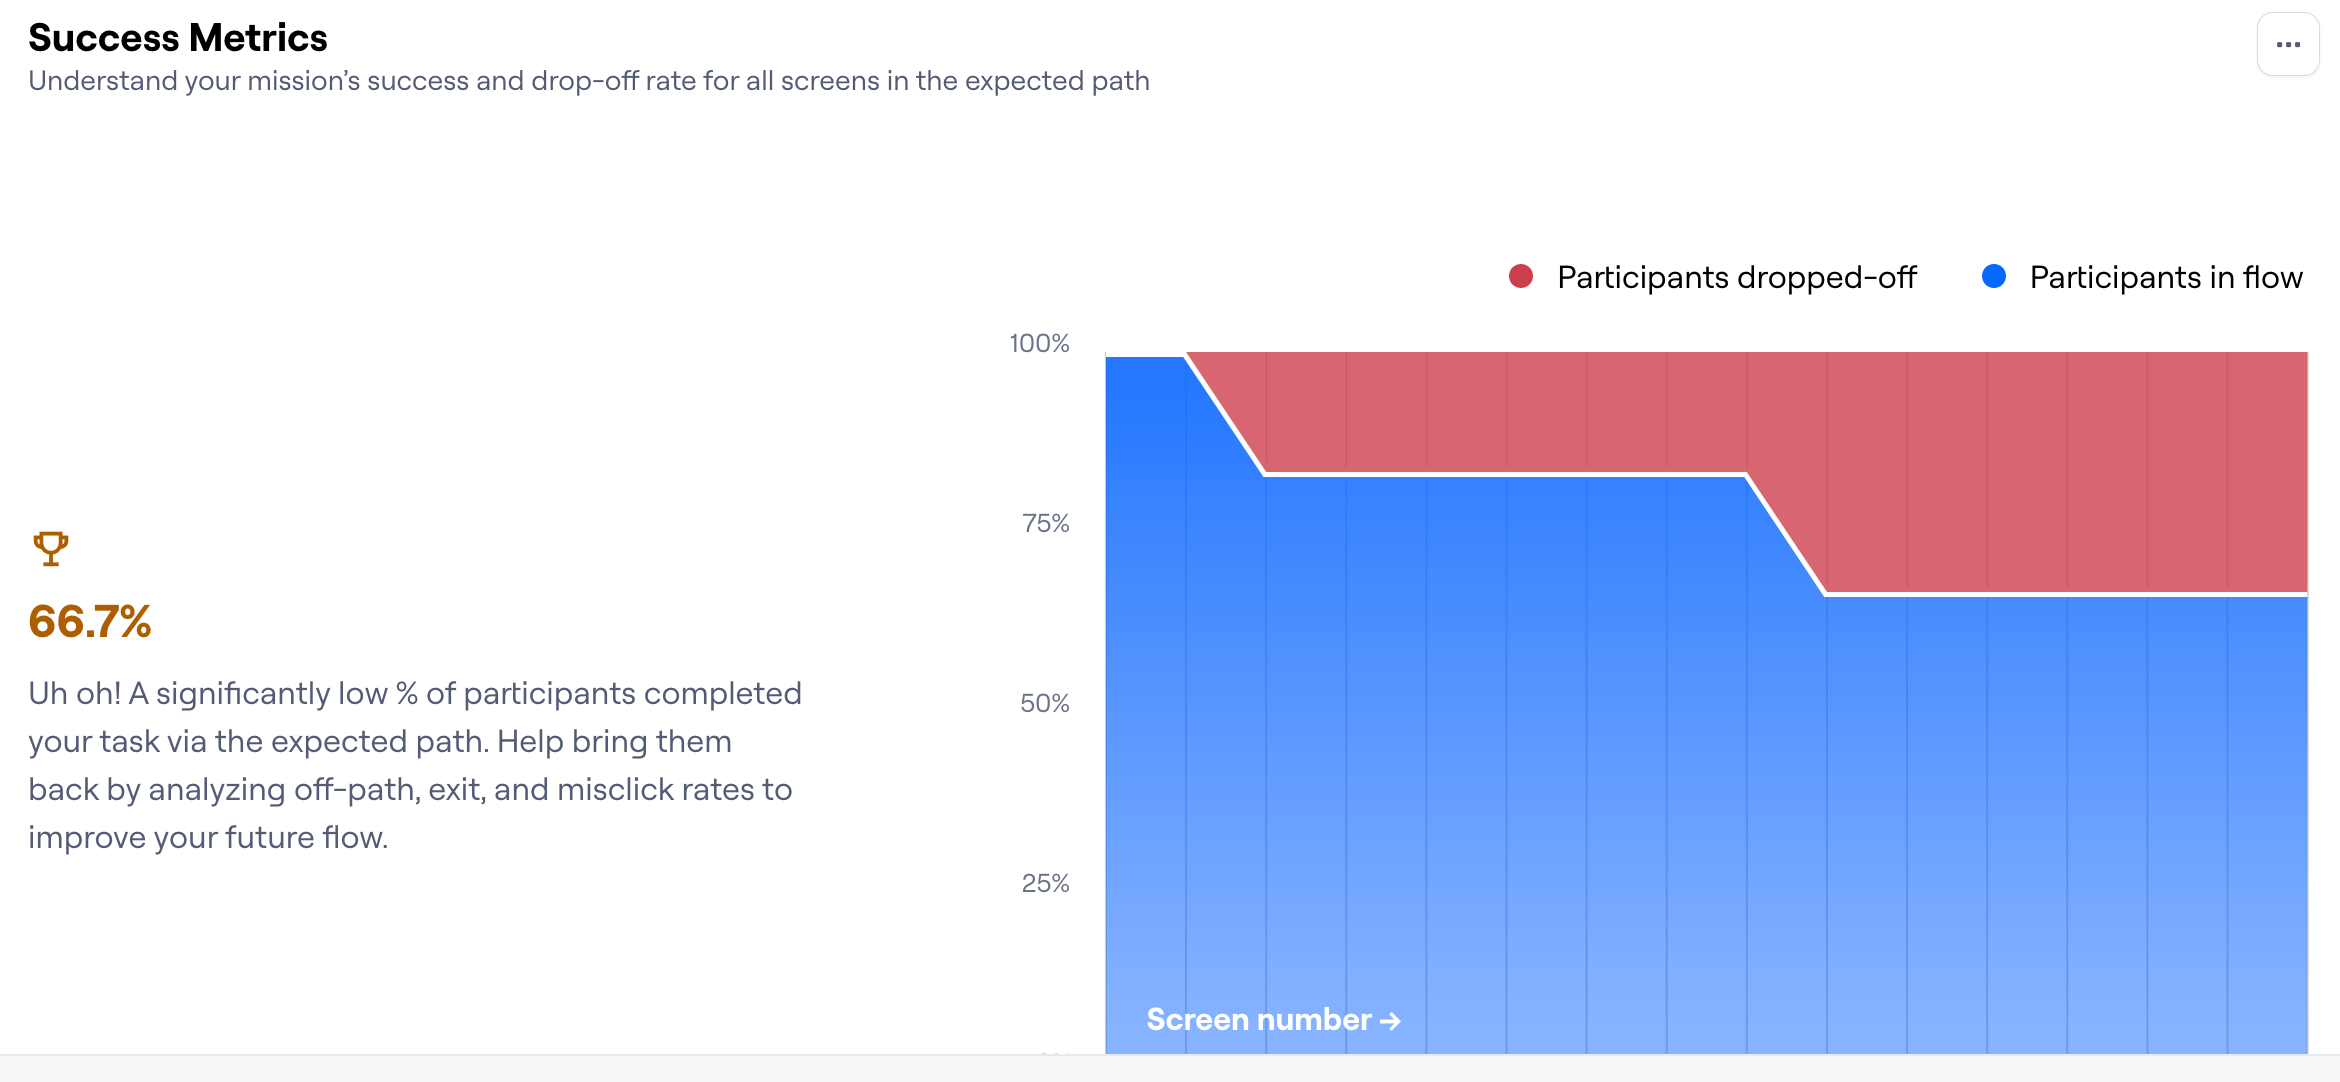 Success Metrics
Understand your mission’s success and drop-off rate for all screens in the expected path
Participants dropped-off
Participants in flow
100%
75%
50%
25%
66.7%
Uh oh! A significantly low % of participants completed
your task via the expected path. Help bring them
back by analyzing off-path, exit, and misclick rates to
improve your future flow.
Screen number →